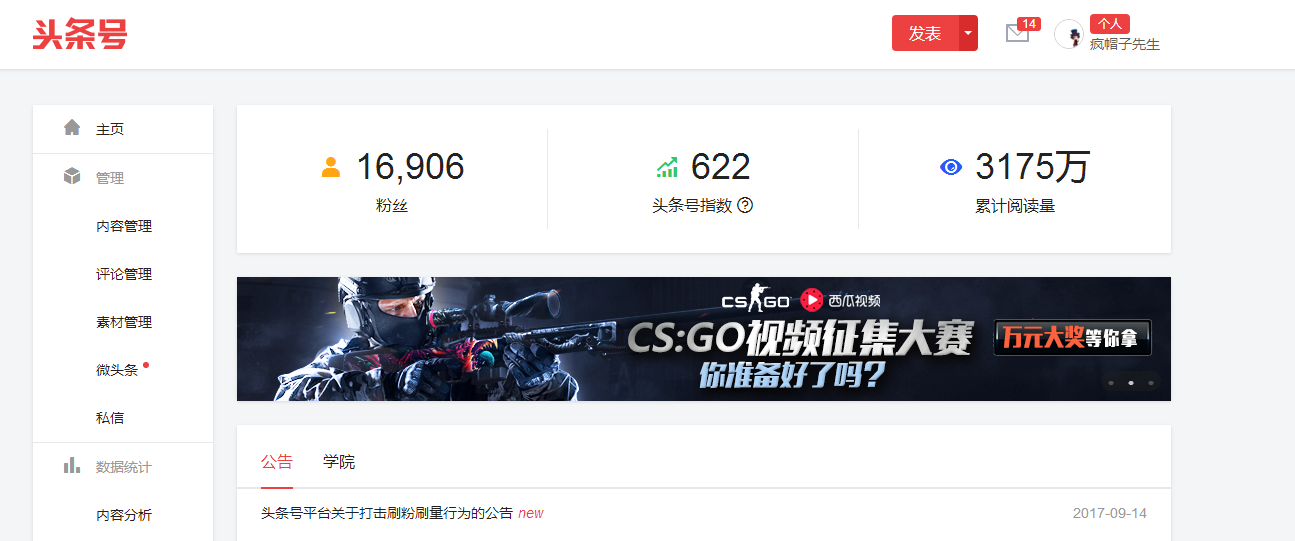 头条号
发表
14
个人
疯帽子先生
主页
管理
内容管理
评论管理
素材管理
微头条
私信
数据统计
内容分析
16,906
粉丝
622
头条号指数 ?
3175万
累计阅读量
CS GO 西瓜视频
CS:GO视频征集大赛
你准备好了吗?
万元大奖等你拿
公告 学院
头条号平台关于打击刷粉刷量行为的公告 new 2017-09-14